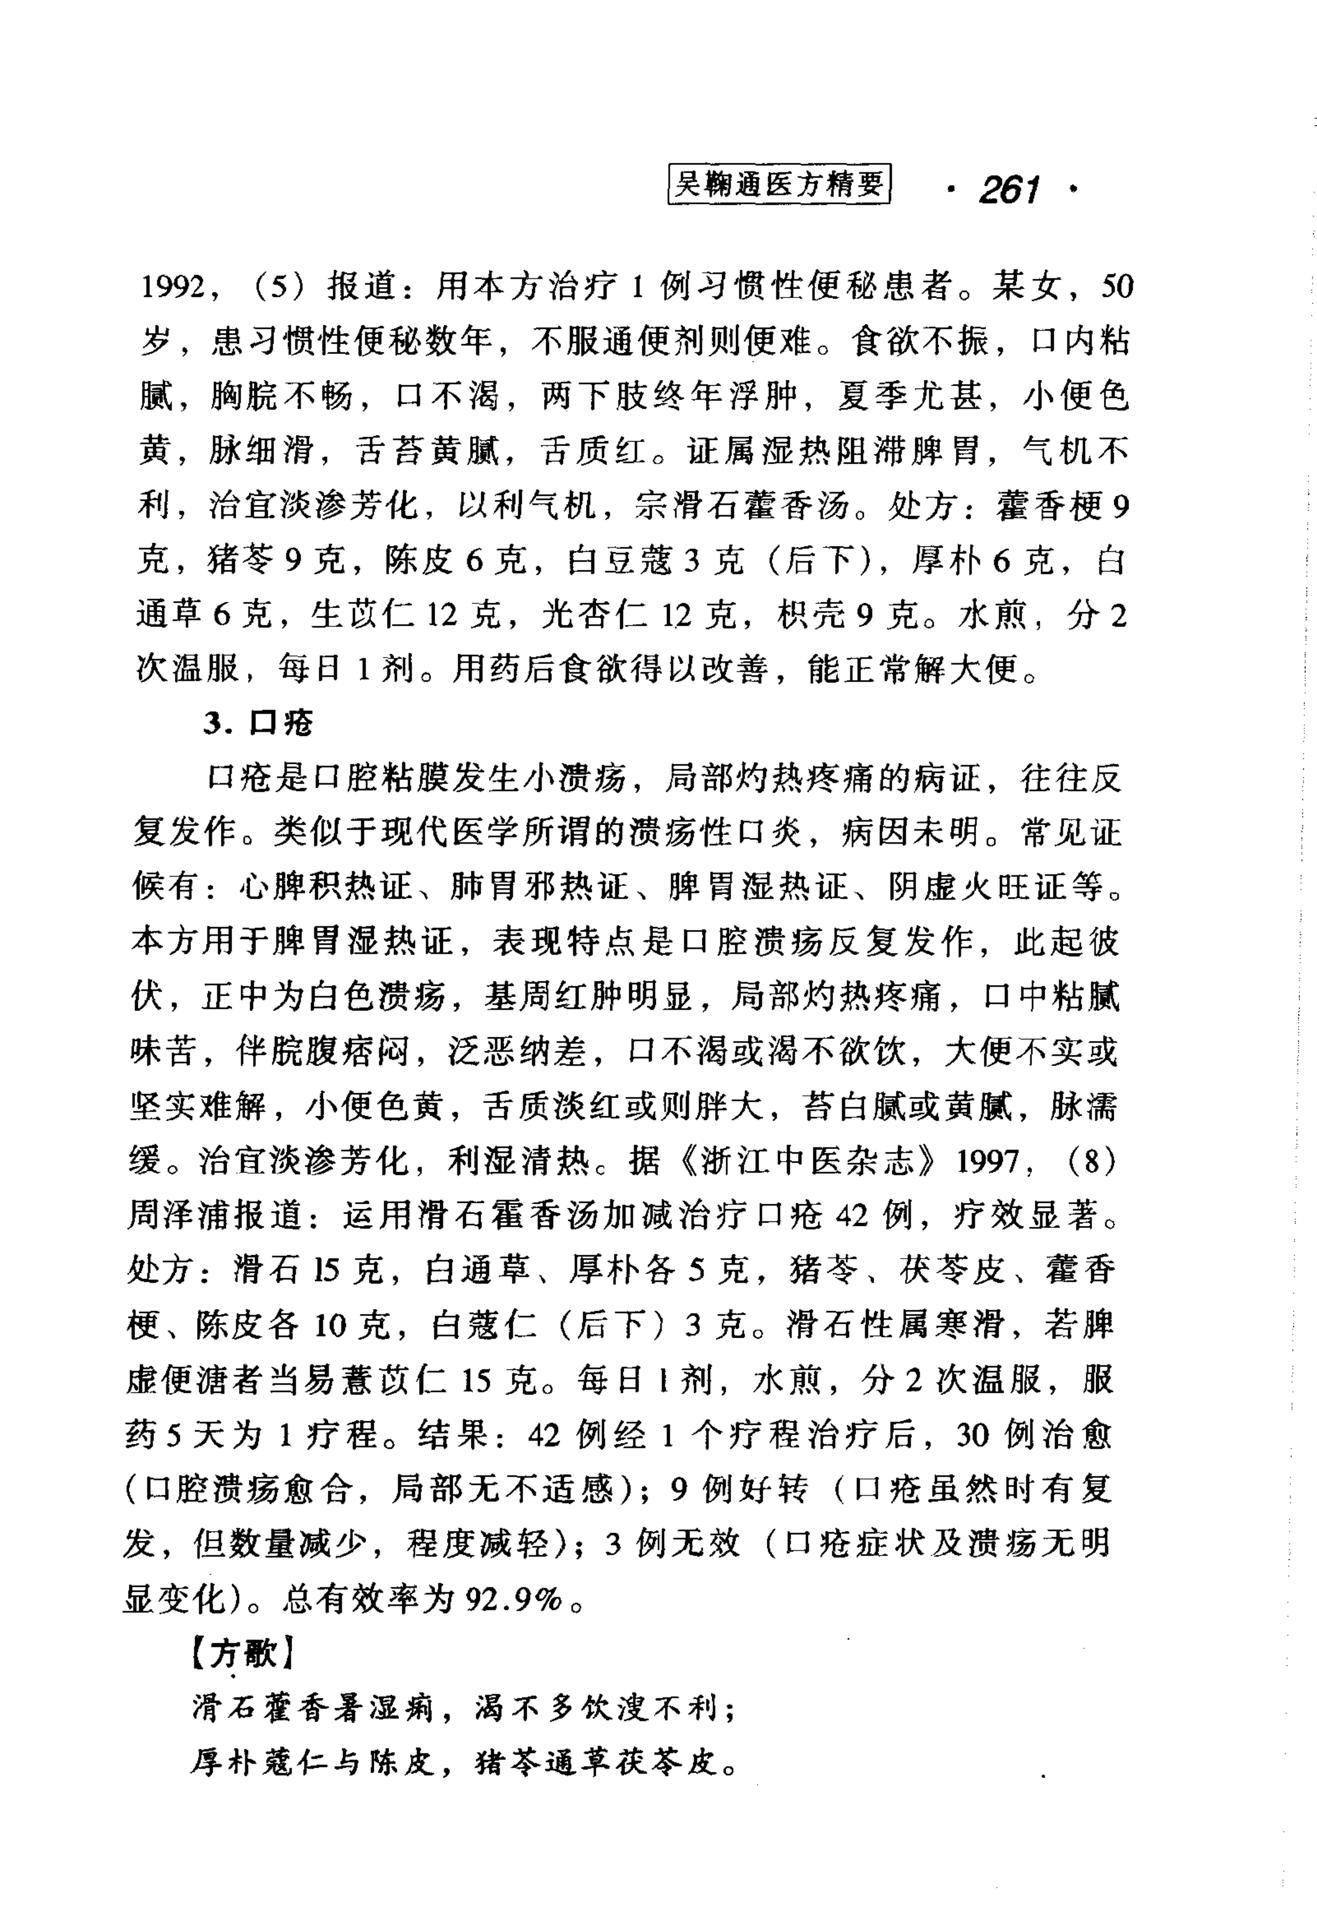 吴鞠通医方精要 · 261 ·
1992，（5）报道：用本方治疗 1 例习惯性便秘患者。某女，50
岁，患习惯性便秘数年，不服通便剂则便难。食欲不振，口内粘
腻，胸脘不畅，口不渴，两下肢终年浮肿，夏季尤甚，小便色
黄，脉细滑，舌苔黄腻，舌质红。证属湿热阻滞脾胃，气机不
利，治宜淡渗芳化，以利气机，宗滑石藿香汤。处方：藿香梗 9
克，猪苓 9 克，陈皮 6 克，白豆蔻 3 克（后下），厚朴 6 克，白
通草 6 克，生苡仁 12 克，光杏仁 12 克，枳壳 9 克。水煎，分 2
次温服，每日 1 剂。用药后食欲得以改善，能正常解大便。
3. 口疮
口疮是口腔粘膜发生小溃疡，局部灼热疼痛的病证，往往反
复发作。类似于现代医学所谓的溃疡性口炎，病因未明。常见证
候有：心脾积热证、肺胃邪热证、脾胃湿热证、阴虚火旺证等。
本方用于脾胃湿热证，表现特点是口腔溃疡反复发作，此起彼
伏，正中为白色溃疡，基周红肿明显，局部灼热疼痛，口中粘腻
味苦，伴脘腹痞闷，泛恶纳差，口不渴或渴不欲饮，大便不实或
坚实难解，小便色黄，舌质淡红或则胖大，苔白腻或黄腻，脉濡
缓。治宜淡渗芳化，利湿清热。据《浙江中医杂志》1997，（8）
周泽浦报道：运用滑石霍香汤加减治疗口疮 42 例，疗效显著。
处方：滑石 15 克，白通草、厚朴各 5 克，猪苓、茯苓皮、藿香
梗、陈皮各 10 克，白蔻仁（后下）3 克。滑石性属寒滑，若脾
虚便溏者当易薏苡仁 15 克。每日 1 剂，水煎，分 2 次温服，服
药 5 天为 1 疗程。结果：42 例经 1 个疗程治疗后，30 例治愈
（口腔溃疡愈合，局部无不适感）；9 例好转（口疮虽然时有复
发，但数量减少，程度减轻）；3 例无效（口疮症状及溃疡无明
显变化）。总有效率为 92.9%。
【方歌】
滑石藿香暑湿痢，渴不多饮溲不利；
厚朴蔻仁与陈皮，猪苓通草茯苓皮。